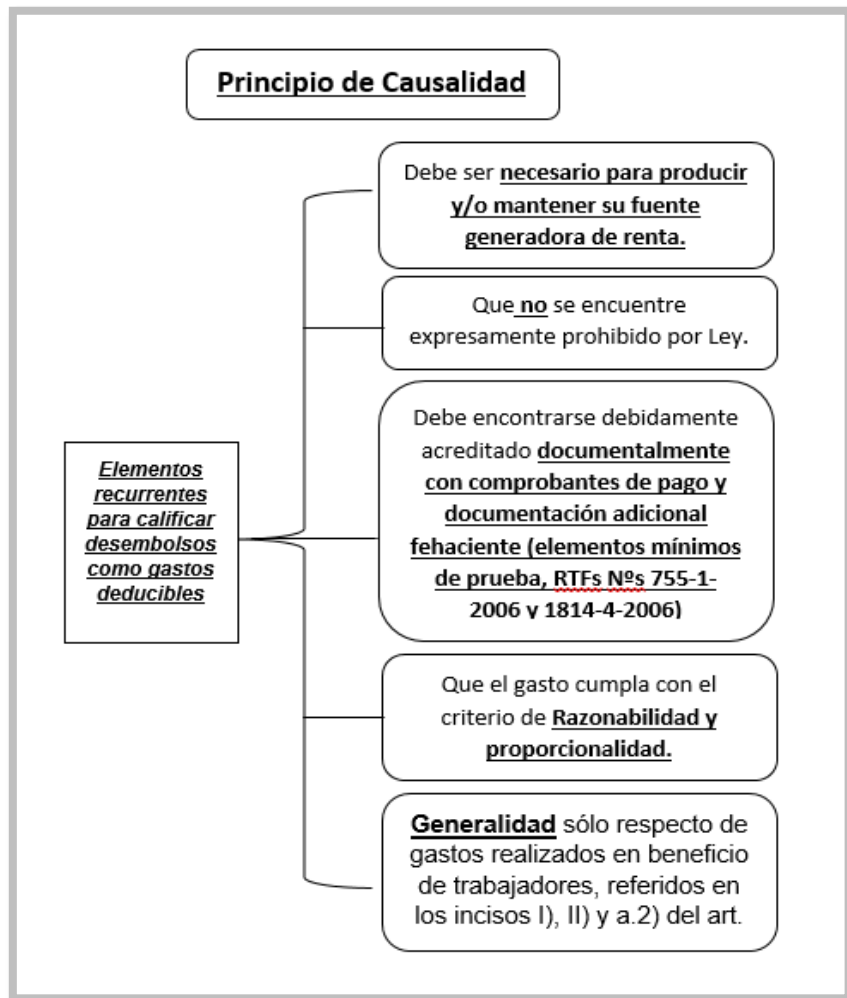 Principio de Causalidad
Debe ser necesario para producir
y/o mantener su fuente
generadora de renta.
Que no se encuentre
expresamente prohibido por Ley.
Debe encontrarse debidamente
acreditado documentalmente
con comprobantes de pago y
documentación adicional
fehaciente (elementos mínimos
de prueba, RTFs Nºs 755-1-
2006 y 1814-4-2006)
Elementos
recurrentes
para calificar
desembolsos
como gastos
deducibles
Que el gasto cumpla con el
criterio de Razonabilidad y
proporcionalidad.
Generalidad sólo respecto de
gastos realizados en beneficio
de trabajadores, referidos en
los incisos I), II) y a.2) del art.